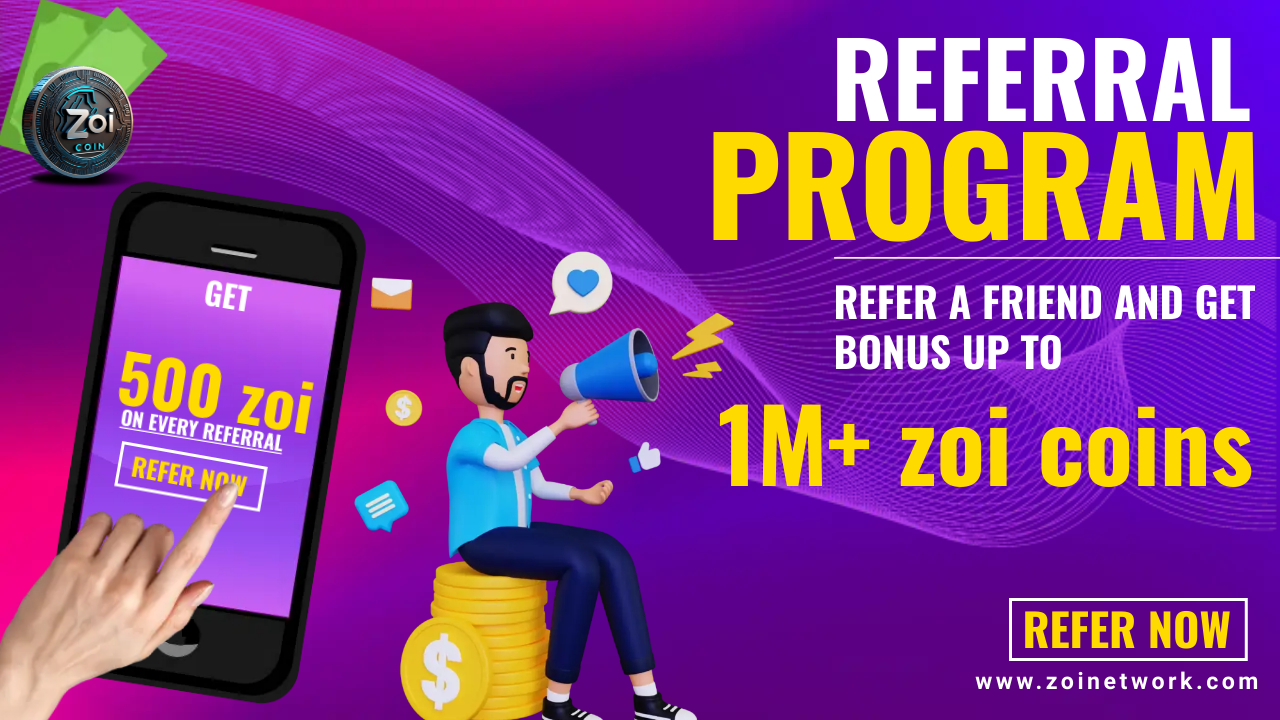 Zoi
COIN
GET
500 zoi
ON EVERY REFERRAL
REFER NOW
REFERRAL
PROGRAM
REFER A FRIEND AND GET
BONUS UP TO
1M+ zoi coins
REFER NOW
www.zoinetwork.com